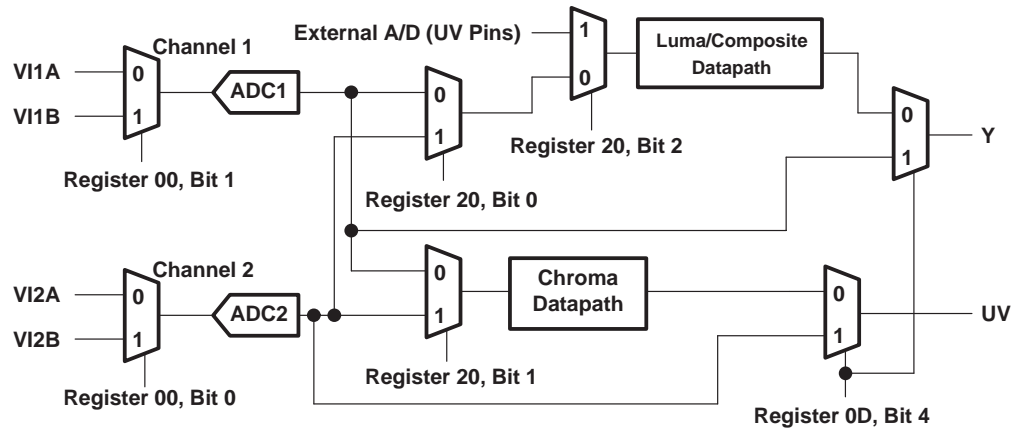 External A/D (UV Pins)
1
0
Luma/Composite
Datapath
Channel 1
VI1A
VI1B
0
1
ADC1
0
1
0
1
Y
Register 20, Bit 2
Register 00, Bit 1
Register 20, Bit 0
Channel 2
VI2A
VI2B
0
1
ADC2
0
1
Chroma
Datapath
0
1
UV
Register 20, Bit 1
Register 00, Bit 0
Register 0D, Bit 4